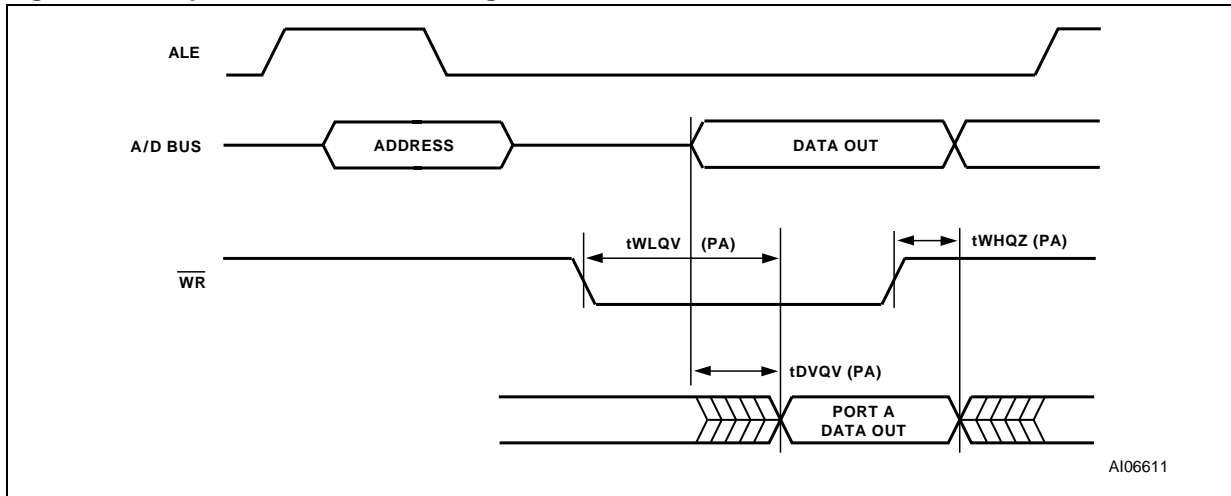 ALE
A/D BUS
ADDRESS
DATA OUT
tWLQV (PA)
tWHQZ (PA)
WR
tDVQV (PA)
PORT A
DATA OUT
AI06611